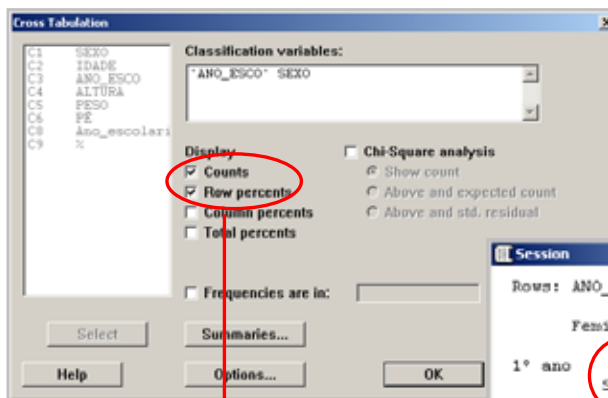 Cross Tabulation
C1 SEXO
C2 IDADE
C3 ANO_ESCO
C4 ALTURA
C5 PESO
C6 PÉ
C8 Ano_escolari
C9 %
Classification variables:
'ANO_ESCO' SEXO
Display
Counts
Row percents
Column percents
Total percents
Chi-Square analysis
Show count
Above and expected count
Above and std. residual
Frequencies are in:
Select
Summaries...
Help
Options...
OK
Session
Rows: ANO_
Femi
1º ano